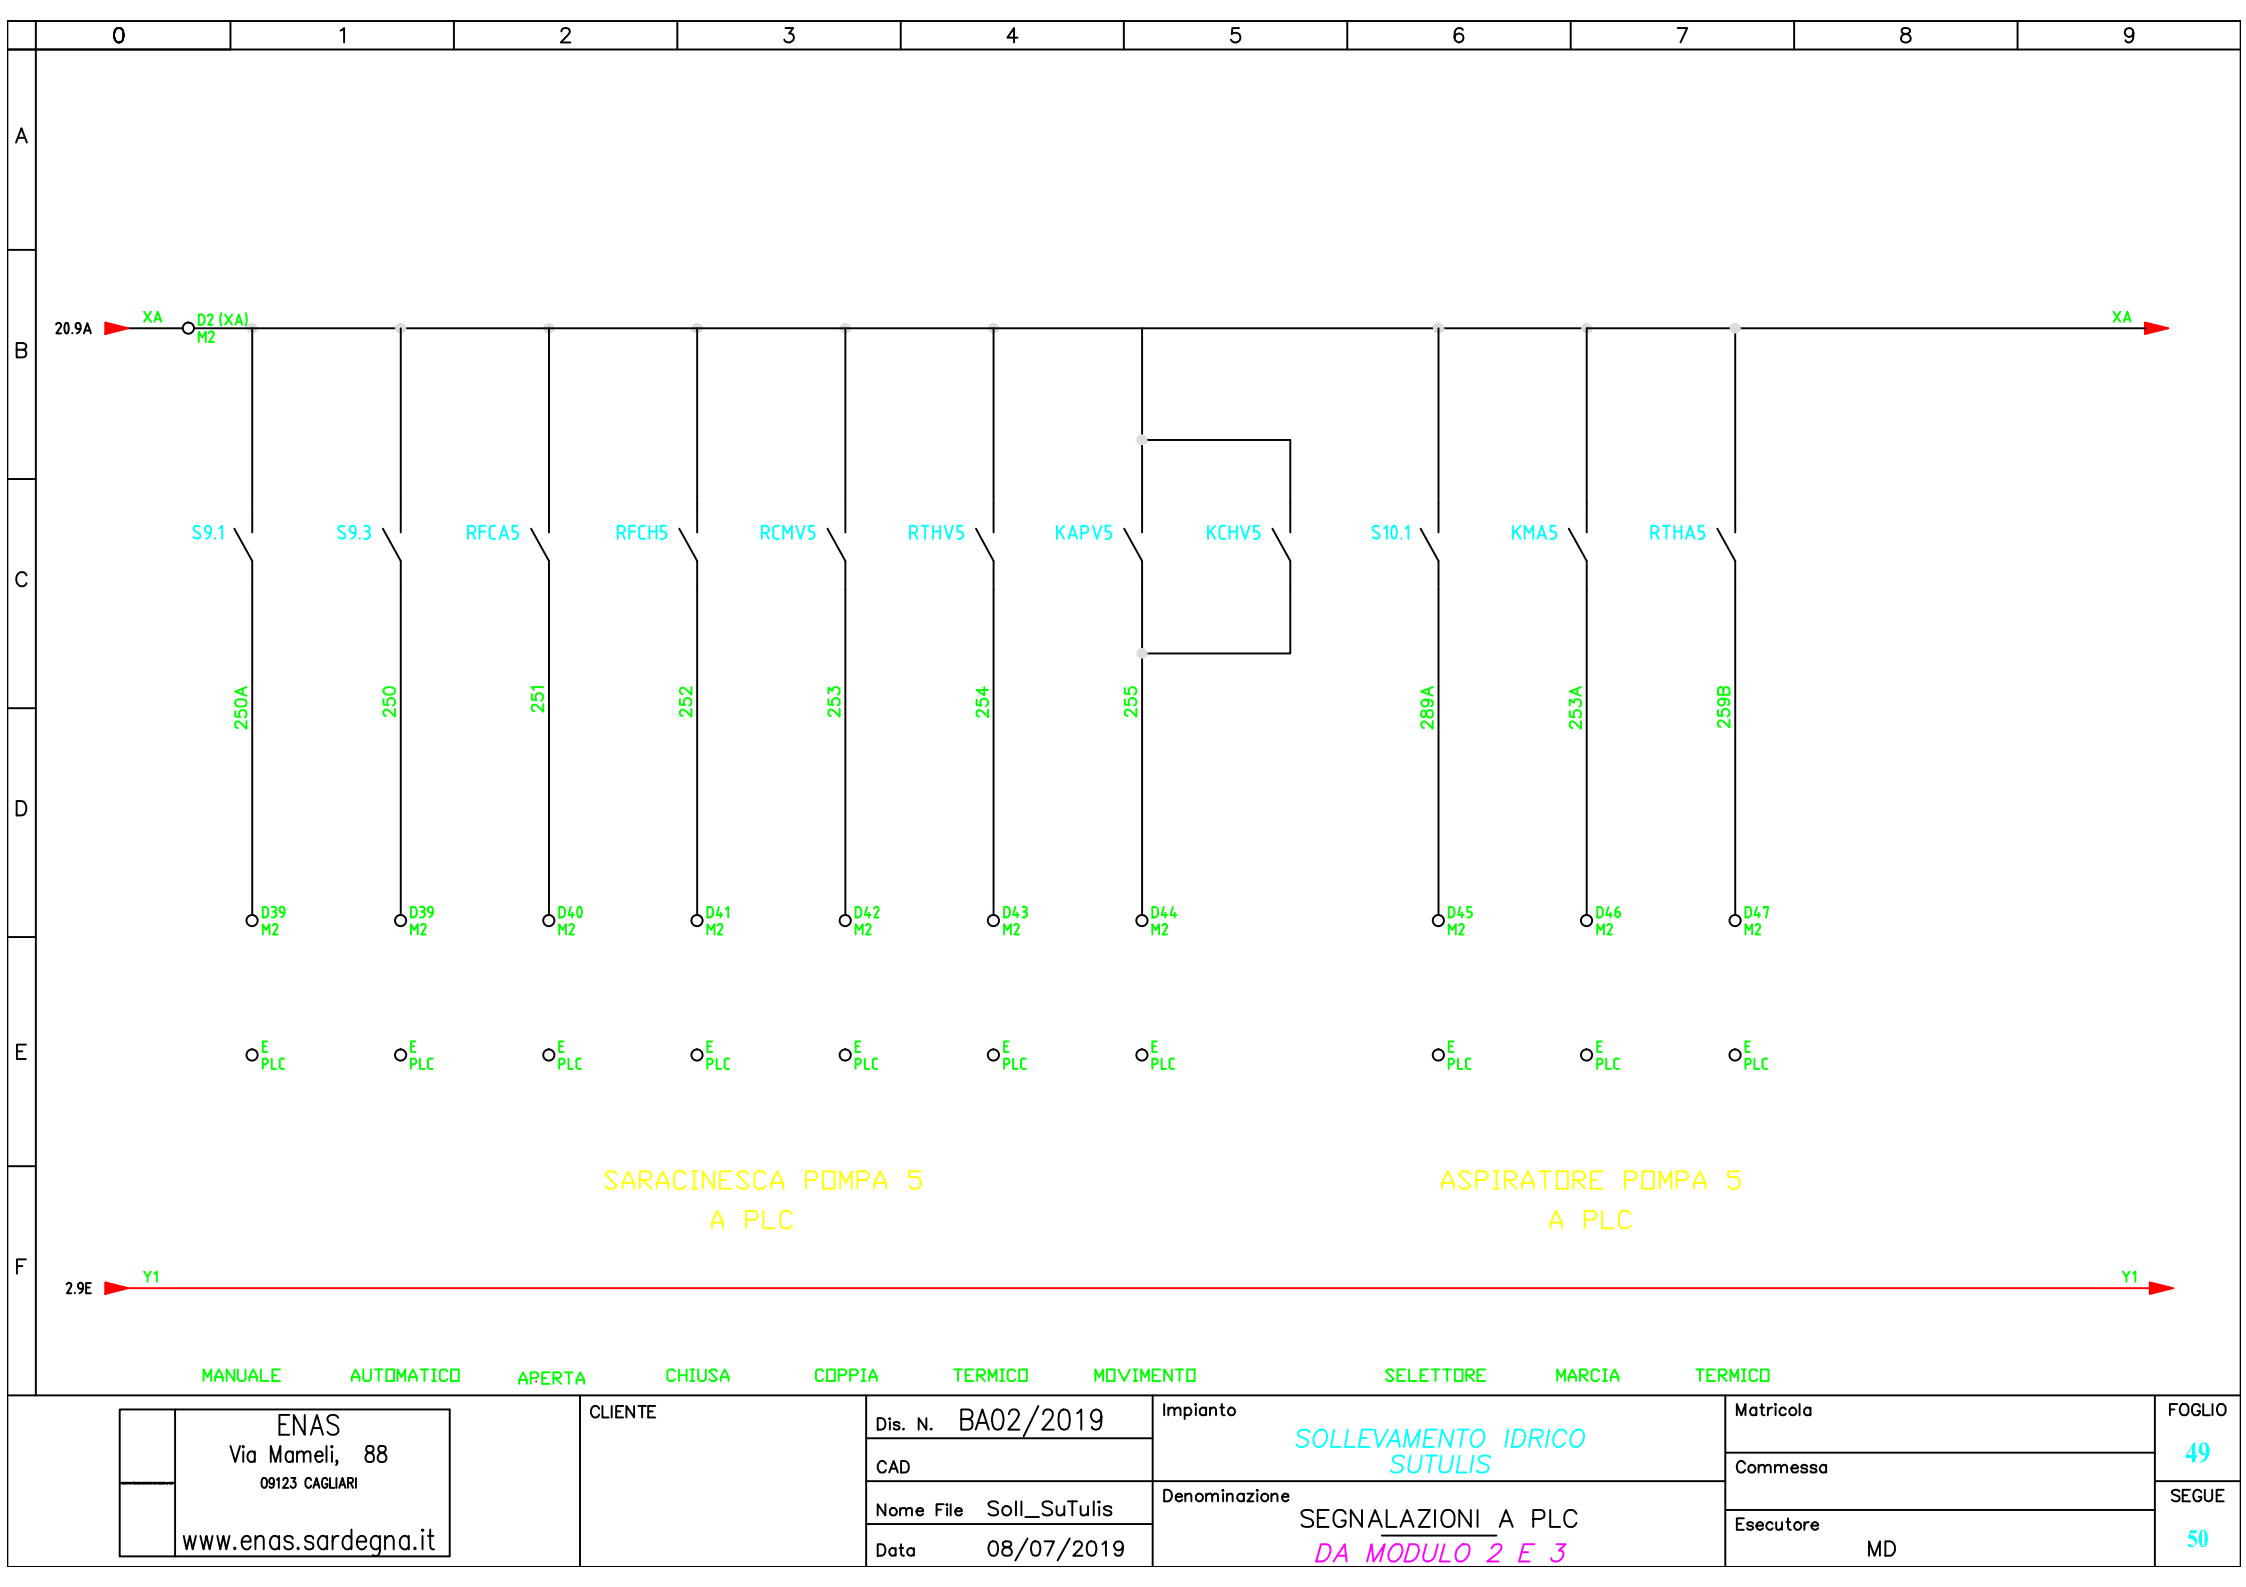 0 1 2 3 4 5 6 7 8 9
A
B
C
D
E
F
20.9A XA D2 (XA) XA
M2
S9.1 S9.3 RFCA5 RFCH5 RCMV5 RTHV5 KAPV5 KCHV5 S10.1 KMA5 RTHA5
250A 250 251 252 253 254 255 289A 253A 259B
D39 D39 D40 D41 D42 D43 D44 D45 D46 D47
M2 M2 M2 M2 M2 M2 M2 M2 M2 M2
E E E E E E E E E E
PLC PLC PLC PLC PLC PLC PLC PLC PLC PLC
SARACINESCA POMPA 5 ASPIRATORE POMPA 5
A PLC A PLC
2.9E Y1 Y1
MANUALE AUTOMATICO APERTA CHIUSA COPPIA TERMICO MOVIMENTO SELETTORE MARCIA TERMICO
ENAS
Via Mameli, 88
09123 CAGLIARI
www.enas.sardegna.it
CLIENTE
Dis. N. BA02/2019
CAD
Nome File Soll_SuTulis
Data 08/07/2019
Impianto
SOLLEVAMENTO IDRICO
SUTULIS
Denominazione
SEGNALAZIONI A PLC
DA MODULO 2 E 3
Matricola
Commessa
Esecutore
MD
FOGLIO
49
SEGUE
50